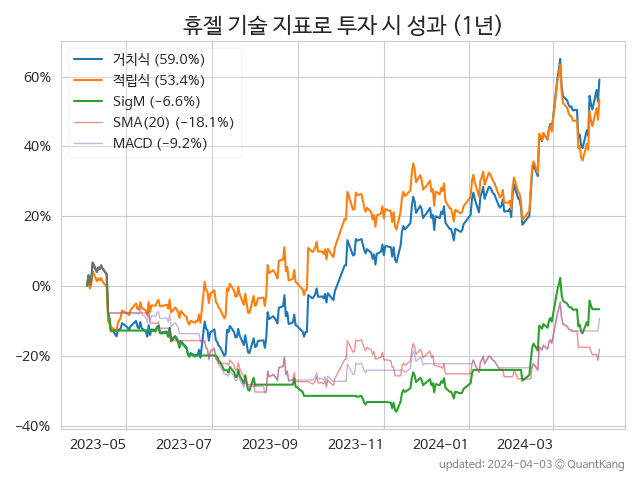 휴젤 기술 지표로 투자 시 성과 (1년)
거치식 (59.0%)
적립식 (53.4%)
SigM (−6.6%)
SMA(20) (−18.1%)
MACD (−9.2%)
60%
40%
20%
0%
−20%
−40%
2023-05 2023-07 2023-09 2023-11 2024-01 2024-03
updated: 2024-04-03 ⓒ QuantKang